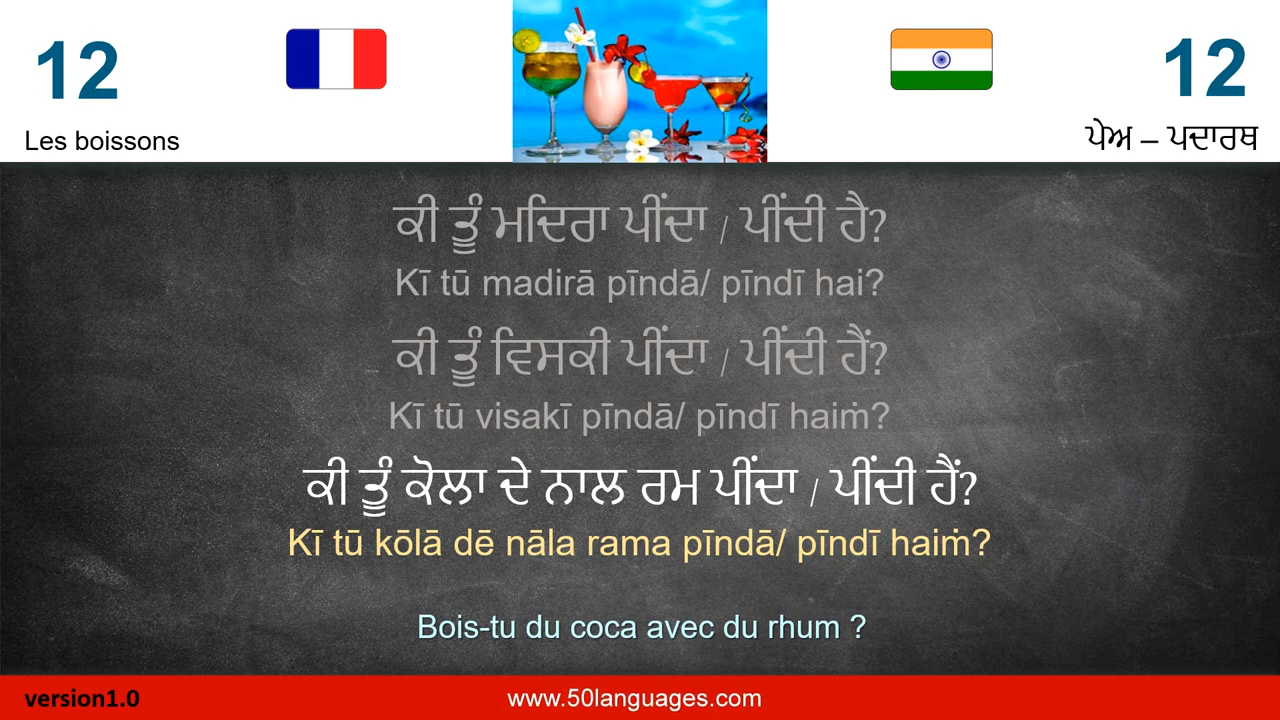 12
12
Les boissons
ਪੇਅ – ਪਦਾਰਥ
ਕੀ ਤੂੰ ਮਦਿਰਾ ਪੀਂਦਾ / ਪੀਂਦੀ ਹੈ?
Kī tū madirā pīndā/ pīndī hai?
ਕੀ ਤੂੰ ਵਿਸਕੀ ਪੀਂਦਾ / ਪੀਂਦੀ ਹੈਂ?
Kī tū visakī pīndā/ pīndī haiṁ?
ਕੀ ਤੂੰ ਕੋਲਾ ਦੇ ਨਾਲ ਰਮ ਪੀਂਦਾ / ਪੀਂਦੀ ਹੈਂ?
Kī tū kōlā dē nāla rama pīndā/ pīndī haiṁ?
Bois-tu du coca avec du rhum ?
version1.0
www.50languages.com